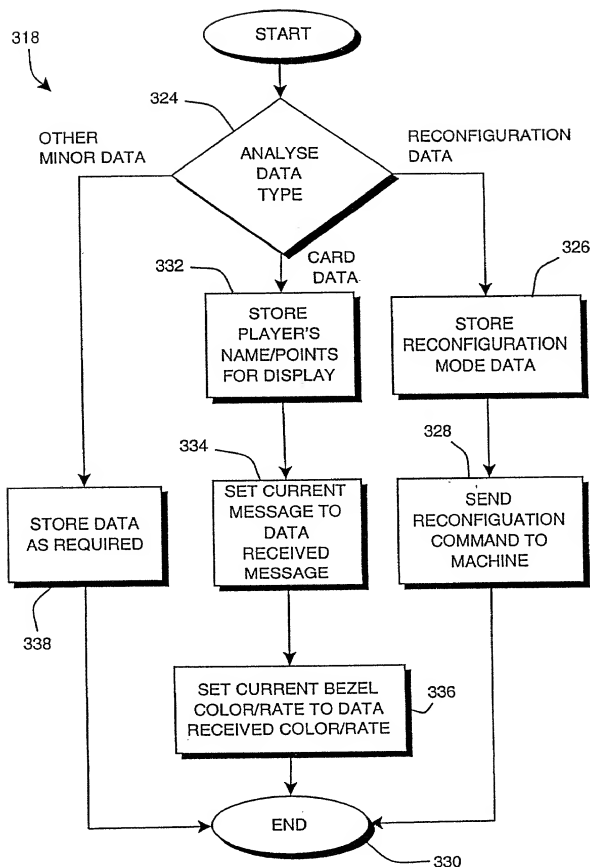 START
318
324
OTHER
MINOR DATA
ANALYSE
DATA
TYPE
RECONFIGURATION
DATA
CARD
DATA
332
STORE
PLAYER'S
NAME/POINTS
FOR DISPLAY
326
STORE
RECONFIGURATION
MODE DATA
334
SET CURRENT
MESSAGE TO
DATA
RECEIVED
MESSAGE
328
SEND
RECONFIGUATION
COMMAND TO
MACHINE
STORE DATA
AS REQUIRED
338
SET CURRENT BEZEL
COLOR/RATE TO DATA
RECEIVED COLOR/RATE
336
END
330